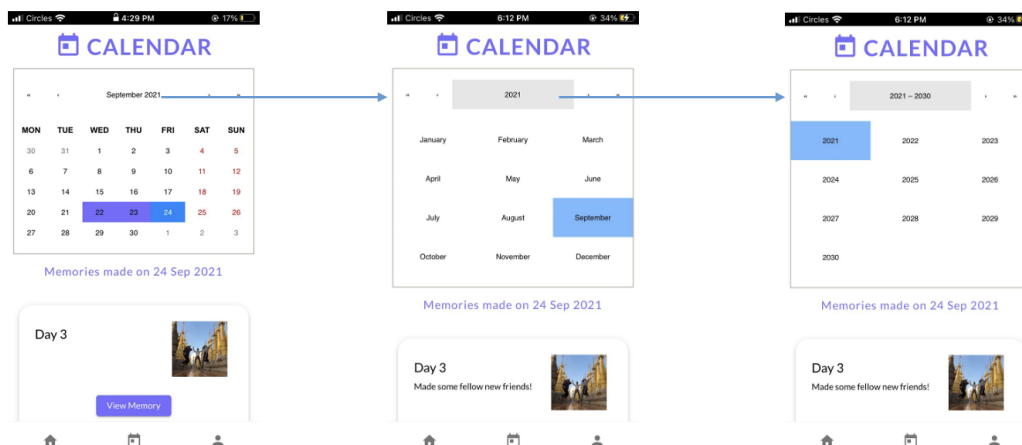 Circles 4:29 PM 17%
CALENDAR
« ‹ September 2021 › »
MON TUE WED THU FRI SAT SUN
30 31 1 2 3 4 5
6 7 8 9 10 11 12
13 14 15 16 17 18 19
20 21 22 23 24 25 26
27 28 29 30 1 2 3
Memories made on 24 Sep 2021
Day 3
View Memory
Circles 6:12 PM 34%
CALENDAR
« ‹ 2021 › »
January February March
April May June
July August September
October November December
Memories made on 24 Sep 2021
Day 3
Made some fellow new friends!
Circles 6:12 PM 34%
CALENDAR
« ‹ 2021 – 2030 › »
2021 2022 2023
2024 2025 2026
2027 2028 2029
2030
Memories made on 24 Sep 2021
Day 3
Made some fellow new friends!